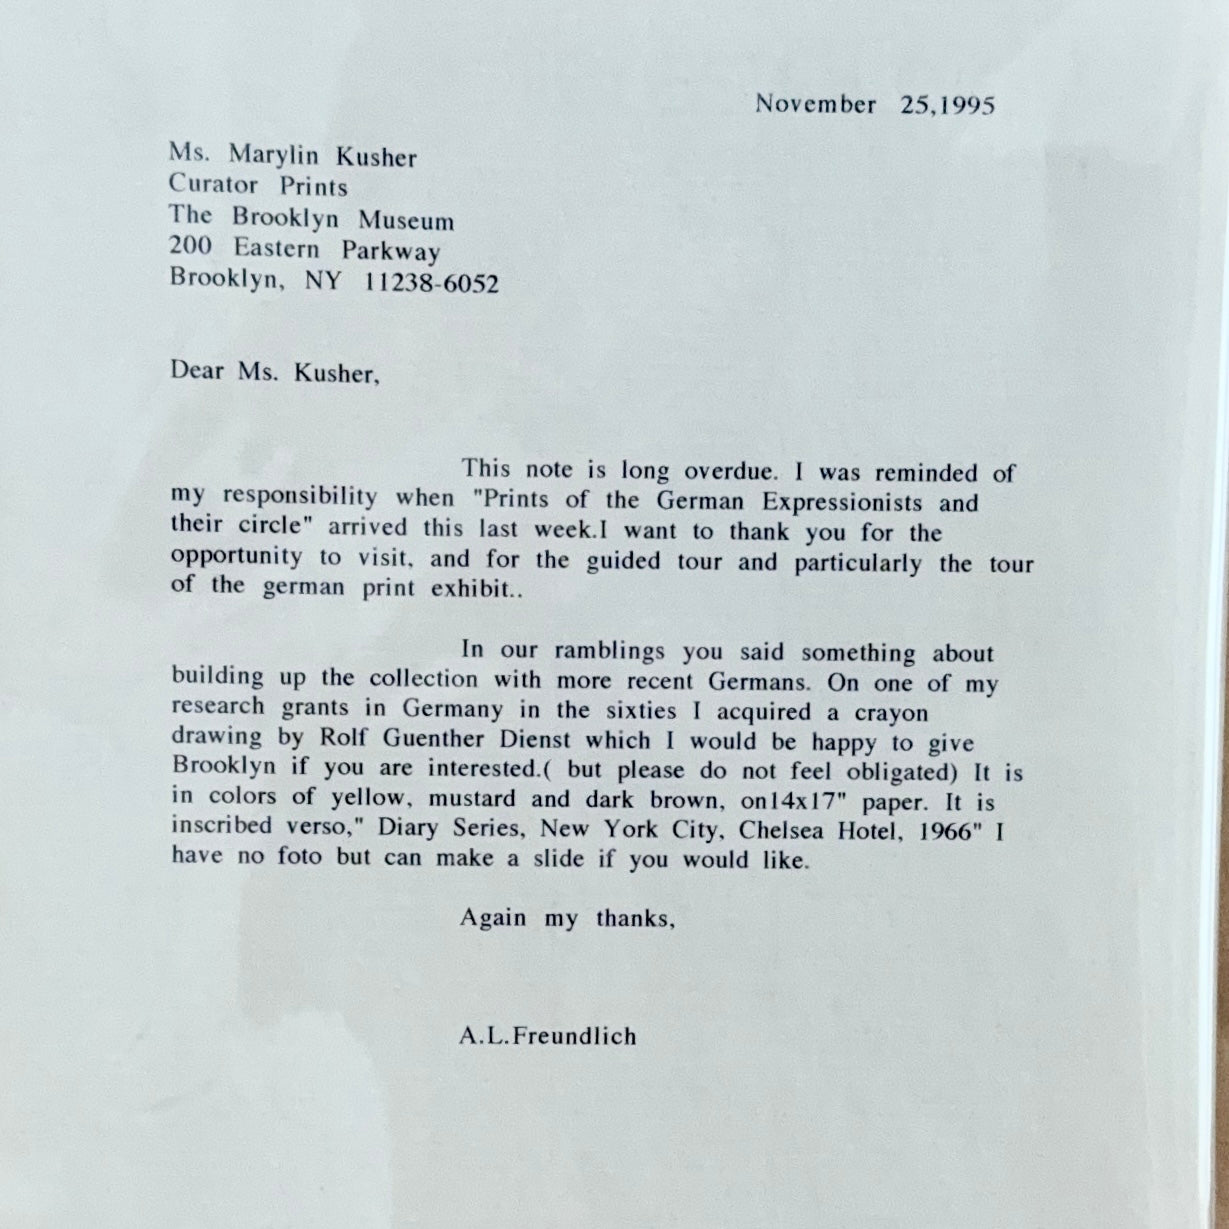 November 25,1995
Ms. Marylin Kusher
Curator Prints
The Brooklyn Museum
200 Eastern Parkway
Brooklyn, NY 11238-6052
Dear Ms. Kusher,
This note is long overdue. I was reminded of
my responsibility when "Prints of the German Expressionists and
their circle" arrived this last week.I want to thank you for the
opportunity to visit, and for the guided tour and particularly the tour
of the german print exhibit..
In our ramblings you said something about
building up the collection with more recent Germans. On one of my
research grants in Germany in the sixties I acquired a crayon
drawing by Rolf Guenther Dienst which I would be happy to give
Brooklyn if you are interested.( but please do not feel obligated) It is
in colors of yellow, mustard and dark brown, on14x17" paper. It is
inscribed verso," Diary Series, New York City, Chelsea Hotel, 1966" I
have no foto but can make a slide if you would like.
Again my thanks,
A.L.Freundlich